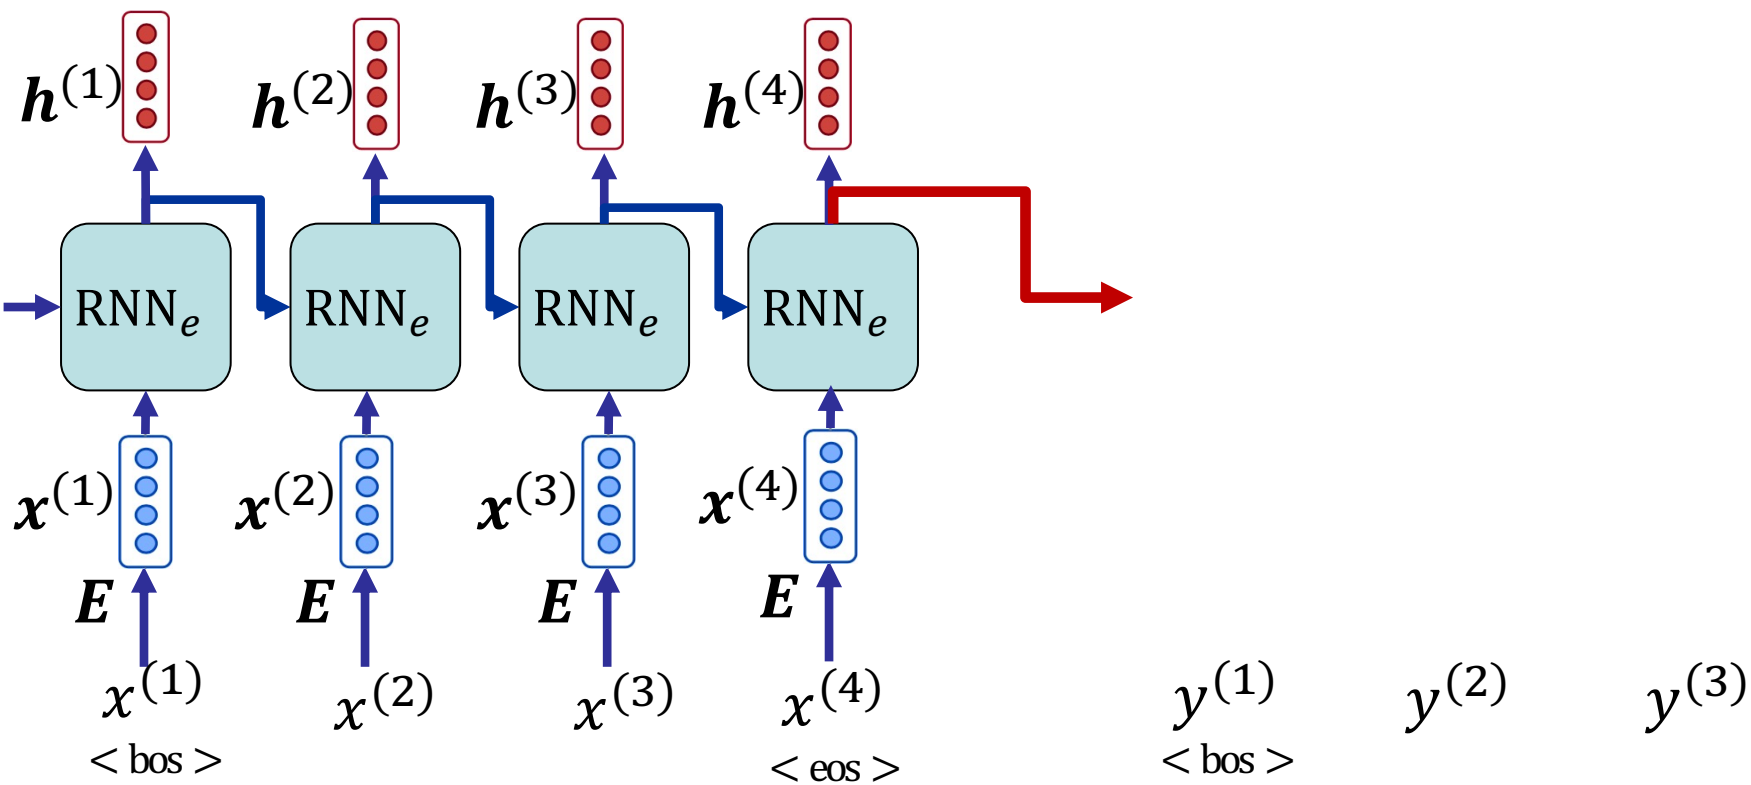 h(1) h(2) h(3) h(4)
RNNe RNNe RNNe RNNe
x(1) x(2) x(3) x(4)
E E E E
x(1) x(2) x(3) x(4) y(1) y(2) y(3)
< bos > < eos > < bos >